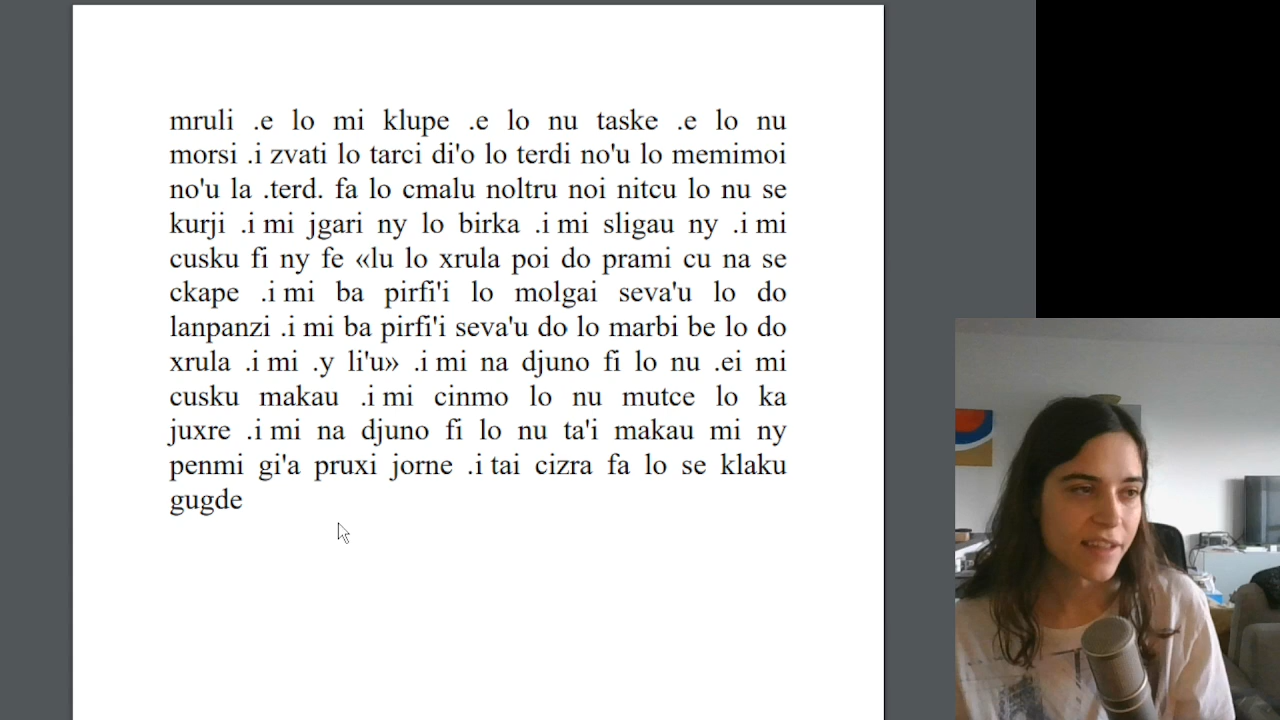 mruli .e lo mi klupe .e lo nu taske .e lo nu
morsi .i zvati lo tarci di'o lo terdi no'u lo memimoi
no'u la .terd. fa lo cmalu noltru noi nitcu lo nu se
kurji .i mi jgari ny lo birka .i mi sligau ny .i mi
cusku fi ny fe «lu lo xrula poi do prami cu na se
ckape .i mi ba pirfi'i lo molgai seva'u lo do
lanpanzi .i mi ba pirfi'i seva'u do lo marbi be lo do
xrula .i mi .y li'u» .i mi na djuno fi lo nu .ei mi
cusku makau .i mi cinmo lo nu mutce lo ka
juxre .i mi na djuno fi lo nu ta'i makau mi ny
penmi gi'a pruxi jorne .i tai cizra fa lo se klaku
gugde